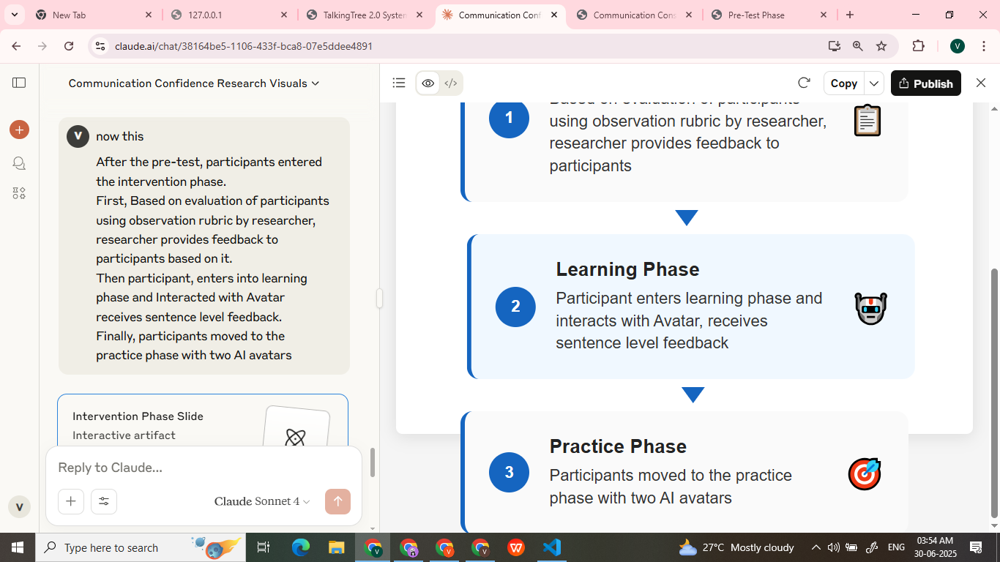 New Tab
127.0.0.1
TalkingTree 2.0 System
Communication Conf
Communication Cons
Pre-Test Phase
claude.ai/chat/38164be5-1106-433f-bca8-07e5ddee4891
V
Communication Confidence Research Visuals
Copy
Publish
V
now this
After the pre-test, participants entered
the intervention phase.
First, Based on evaluation of participants
using observation rubric by researcher,
researcher provides feedback to
participants based on it.
Then participant, enters into learning
phase and Interacted with Avatar
receives sentence level feedback.
Finally, participants moved to the
practice phase with two AI avatars
Intervention Phase Slide
Interactive artifact
Reply to Claude...
Claude Sonnet 4
V
1
Based on evaluation of participants
using observation rubric by researcher,
researcher provides feedback to
participants
2
Learning Phase
Participant enters learning phase and
interacts with Avatar, receives
sentence level feedback
3
Practice Phase
Participants moved to the practice
phase with two AI avatars
Type here to search
27°C Mostly cloudy
ENG
03:54 AM
30-06-2025